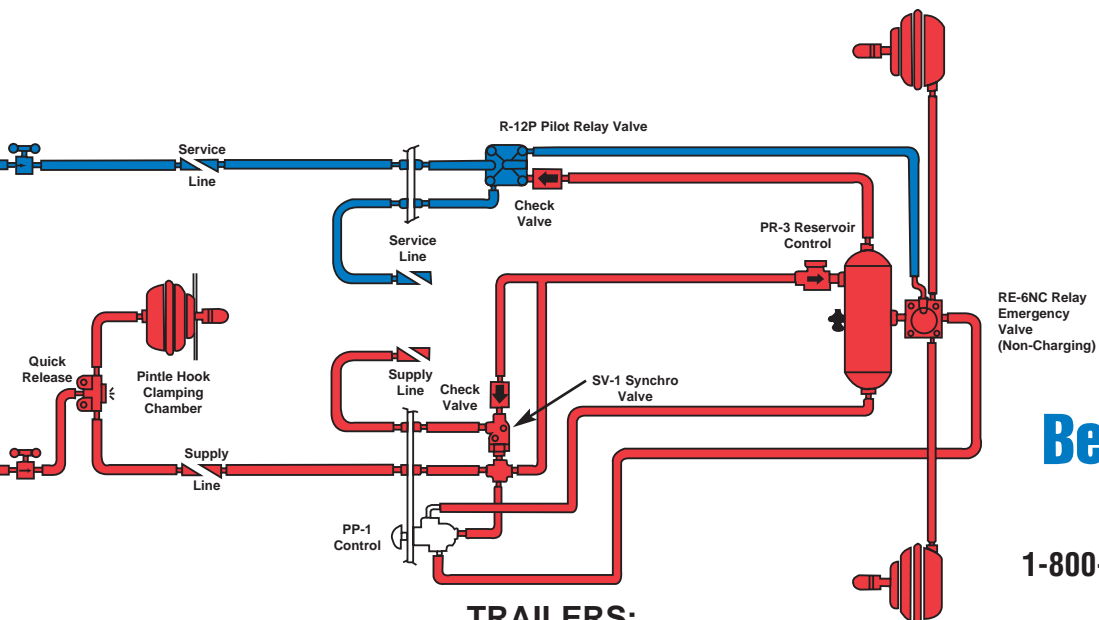 R-12P Pilot Relay Valve
Service
Line
Check
Valve
Service
Line
PR-3 Reservoir
Control
RE-6NC Relay
Emergency
Valve
(Non-Charging)
Quick
Release
Pintle Hook
Clamping
Chamber
Supply
Line
Check
Valve
SV-1 Synchro
Valve
Supply
Line
PP-1
Control
Be
1-800-
TRAILERS: